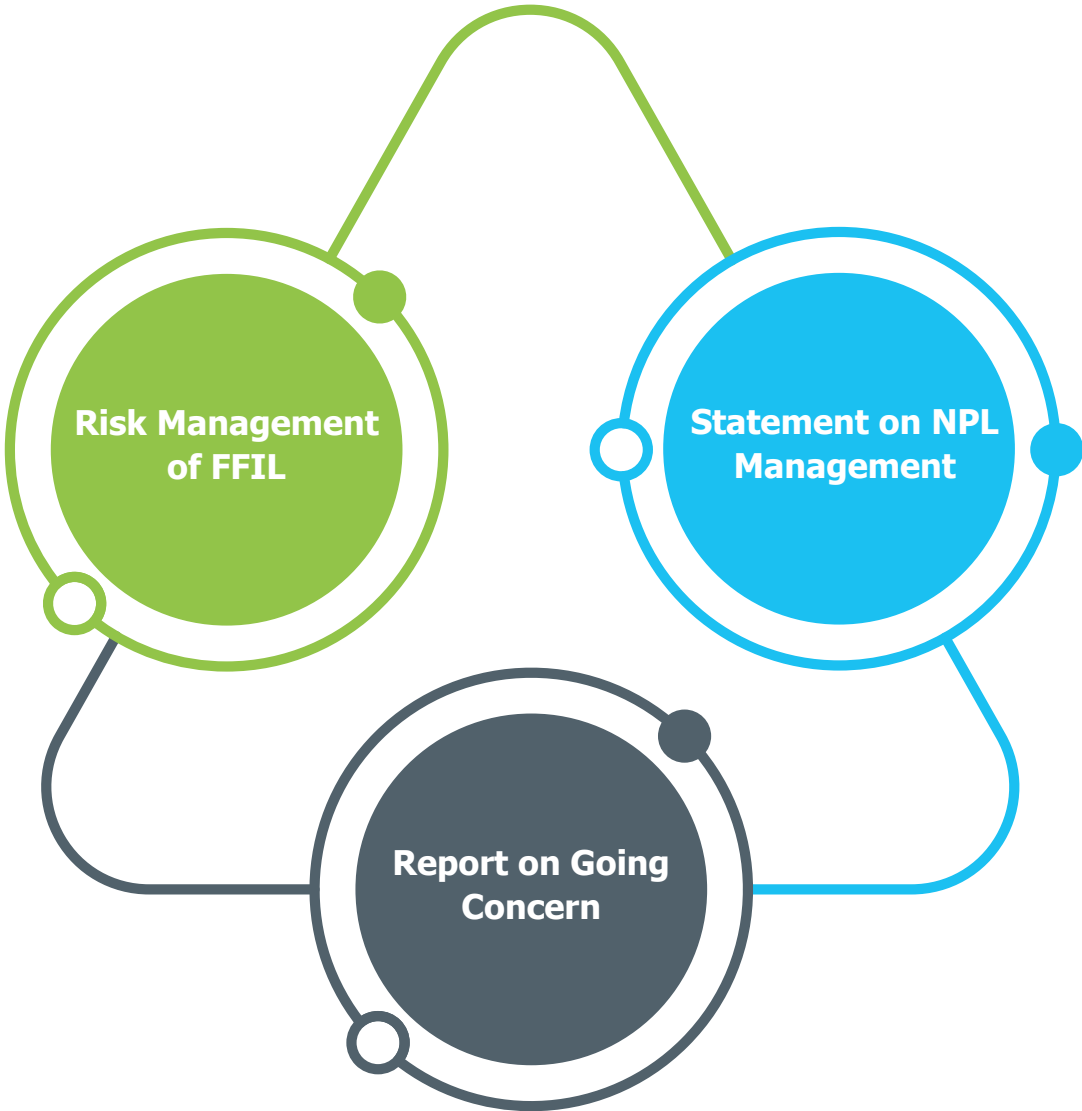 Risk Management
of FFIL
Statement on NPL
Management
Report on Going
Concern